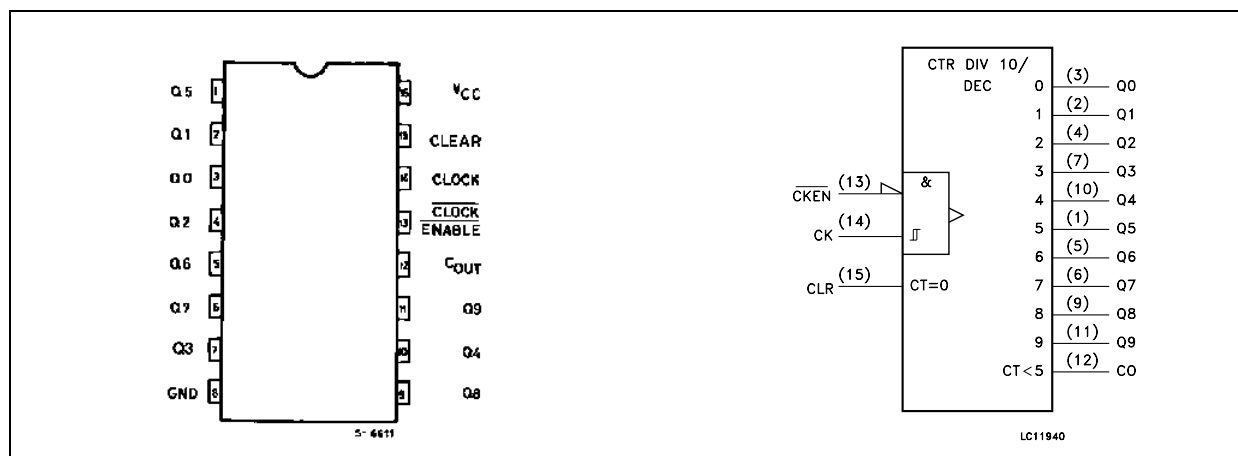 Q5 1
Q1 2
Q0 3
Q2 4
Q6 5
Q7 6
Q3 7
GND 8
16 VCC
15 CLEAR
14 CLOCK
13 CLOCK
ENABLE
12 COUT
11 Q9
10 Q4
9 Q8
S-6611
CTR DIV 10/
DEC
0 (3) Q0
1 (2) Q1
2 (4) Q2
3 (7) Q3
4 (10) Q4
5 (1) Q5
6 (5) Q6
7 (6) Q7
8 (9) Q8
9 (11) Q9
CT<5 (12) CO
CKEN (13)
&
CK (14)
CLR (15) CT=0
LC11940